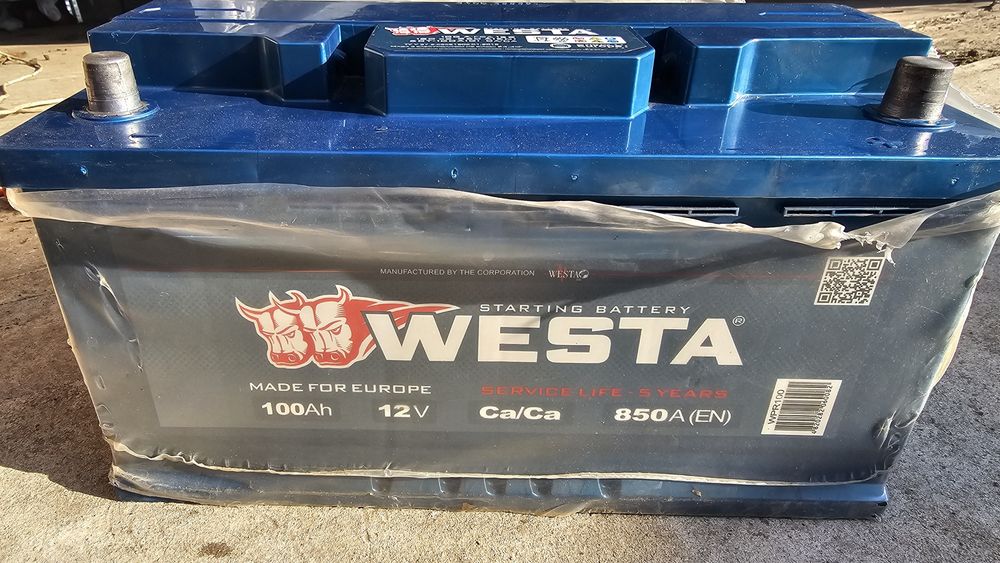 MANUFACTURED BY THE CORPORATION WESTA
STARTING BATTERY
WESTA®
MADE FOR EUROPE
SERVICE LIFE - 5 YEARS
100Ah 12V Ca/Ca 850A (EN)
WPR100
WESTA